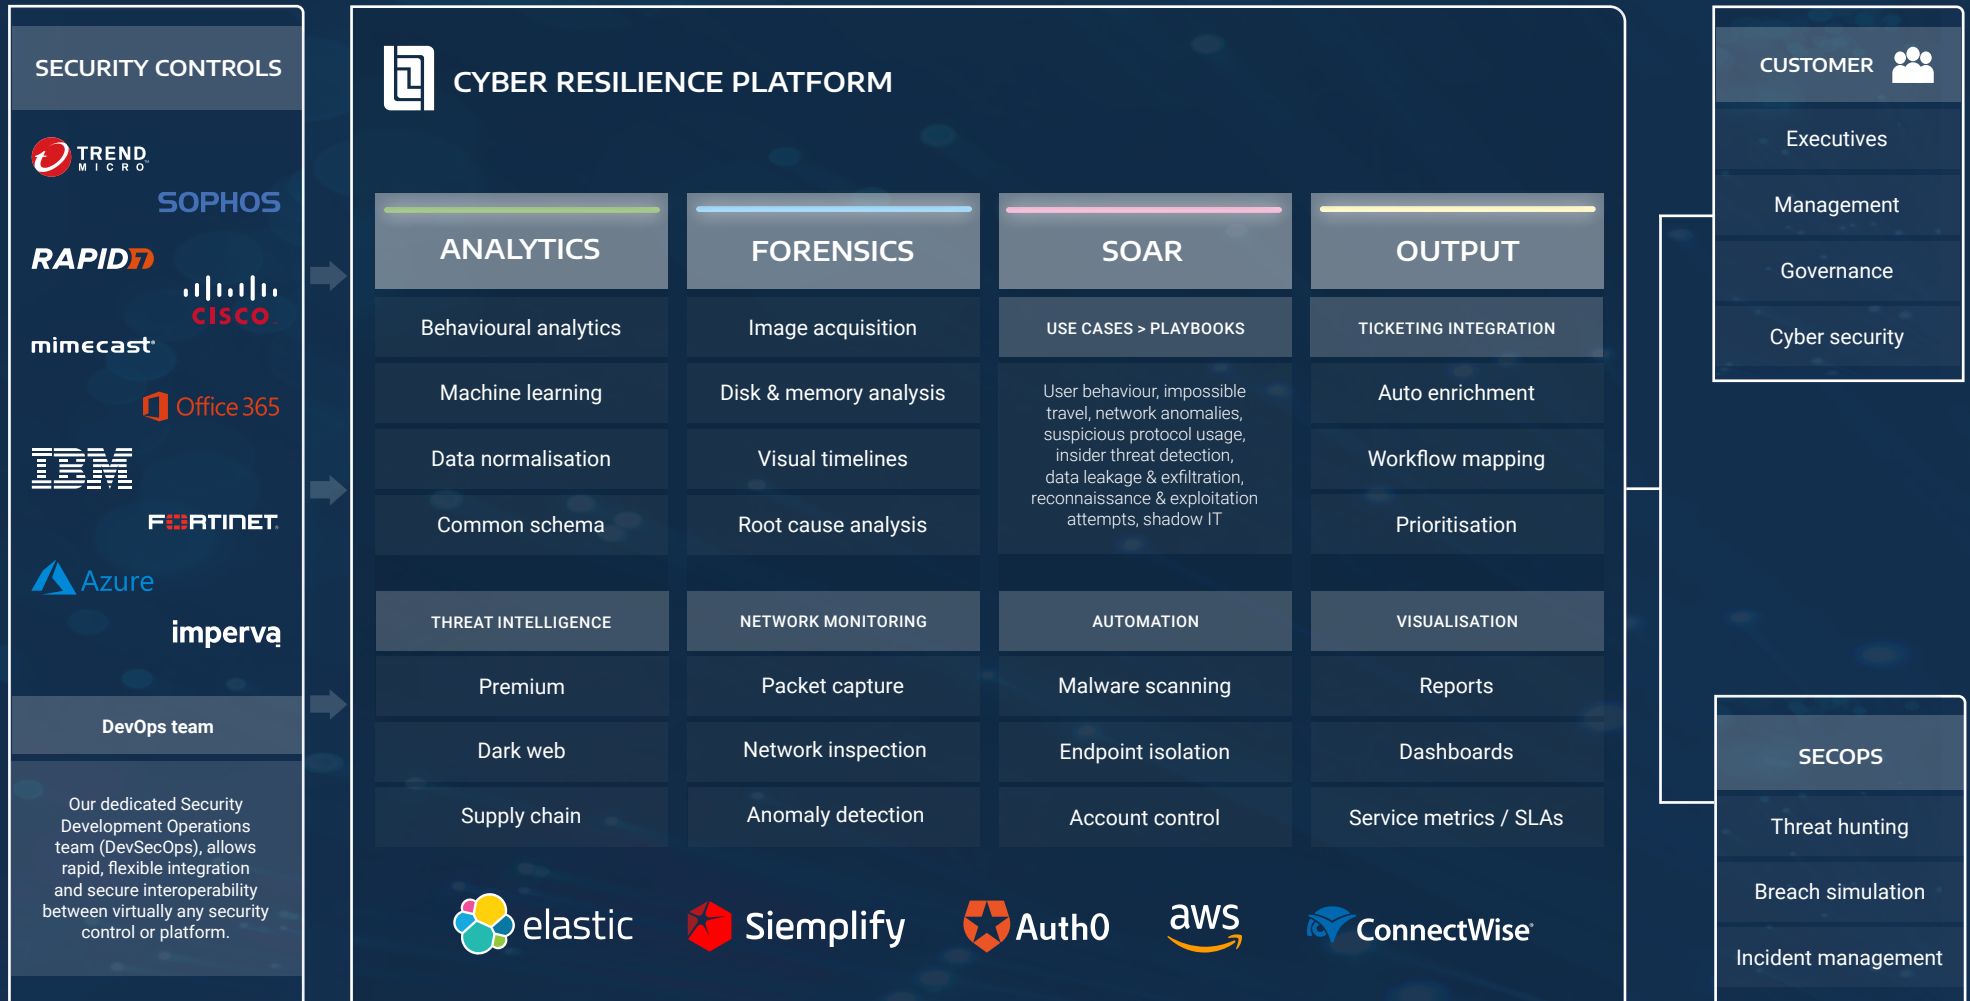 SECURITY CONTROLS
TREND
MICRO
SOPHOS
RAPID7
CISCO
mimecast
Office 365
IBM
FORTINET
Azure
imperva
DevOps team
Our dedicated Security
Development Operations
team (DevSecOps), allows
rapid, flexible integration
and secure interoperability
between virtually any security
control or platform.
CYBER RESILIENCE PLATFORM
ANALYTICS
Behavioural analytics
Machine learning
Data normalisation
Common schema
THREAT INTELLIGENCE
Premium
Dark web
Supply chain
FORENSICS
Image acquisition
Disk & memory analysis
Visual timelines
Root cause analysis
NETWORK MONITORING
Packet capture
Network inspection
Anomaly detection
SOAR
USE CASES > PLAYBOOKS
User behaviour, impossible
travel, network anomalies,
suspicious protocol usage,
insider threat detection,
data leakage & exfiltration,
reconnaissance & exploitation
attempts, shadow IT
AUTOMATION
Malware scanning
Endpoint isolation
Account control
OUTPUT
TICKETING INTEGRATION
Auto enrichment
Workflow mapping
Prioritisation
VISUALISATION
Reports
Dashboards
Service metrics / SLAs
elastic
Siemplify
Auth0
aws
ConnectWise
CUSTOMER
Executives
Management
Governance
Cyber security
SECOPS
Threat hunting
Breach simulation
Incident management